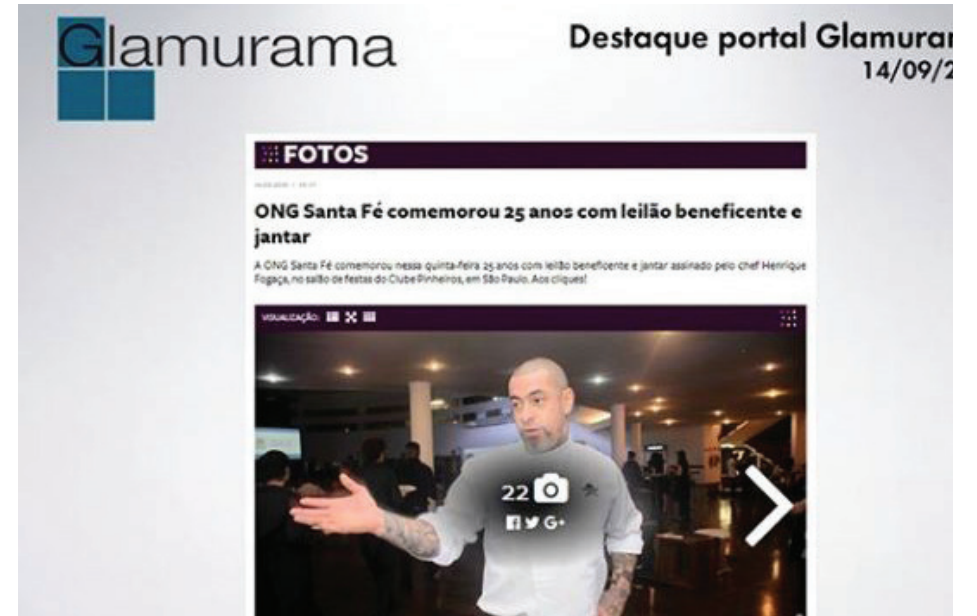 Glamurama
Destaque portal Glamurar
14/09/2
FOTOS
ONG Santa Fé comemorou 25 anos com leilão beneficente e
jantar
A ONG Santa Fé comemorou nessa quinta-feira 25 anos com leilão beneficente e jantar assinado pelo chef Henrique
Fogaça, no salão de festas do Clube Pinheiros, em São Paulo. Aos cliques!
VISUALIZAÇÃO:
22
G+